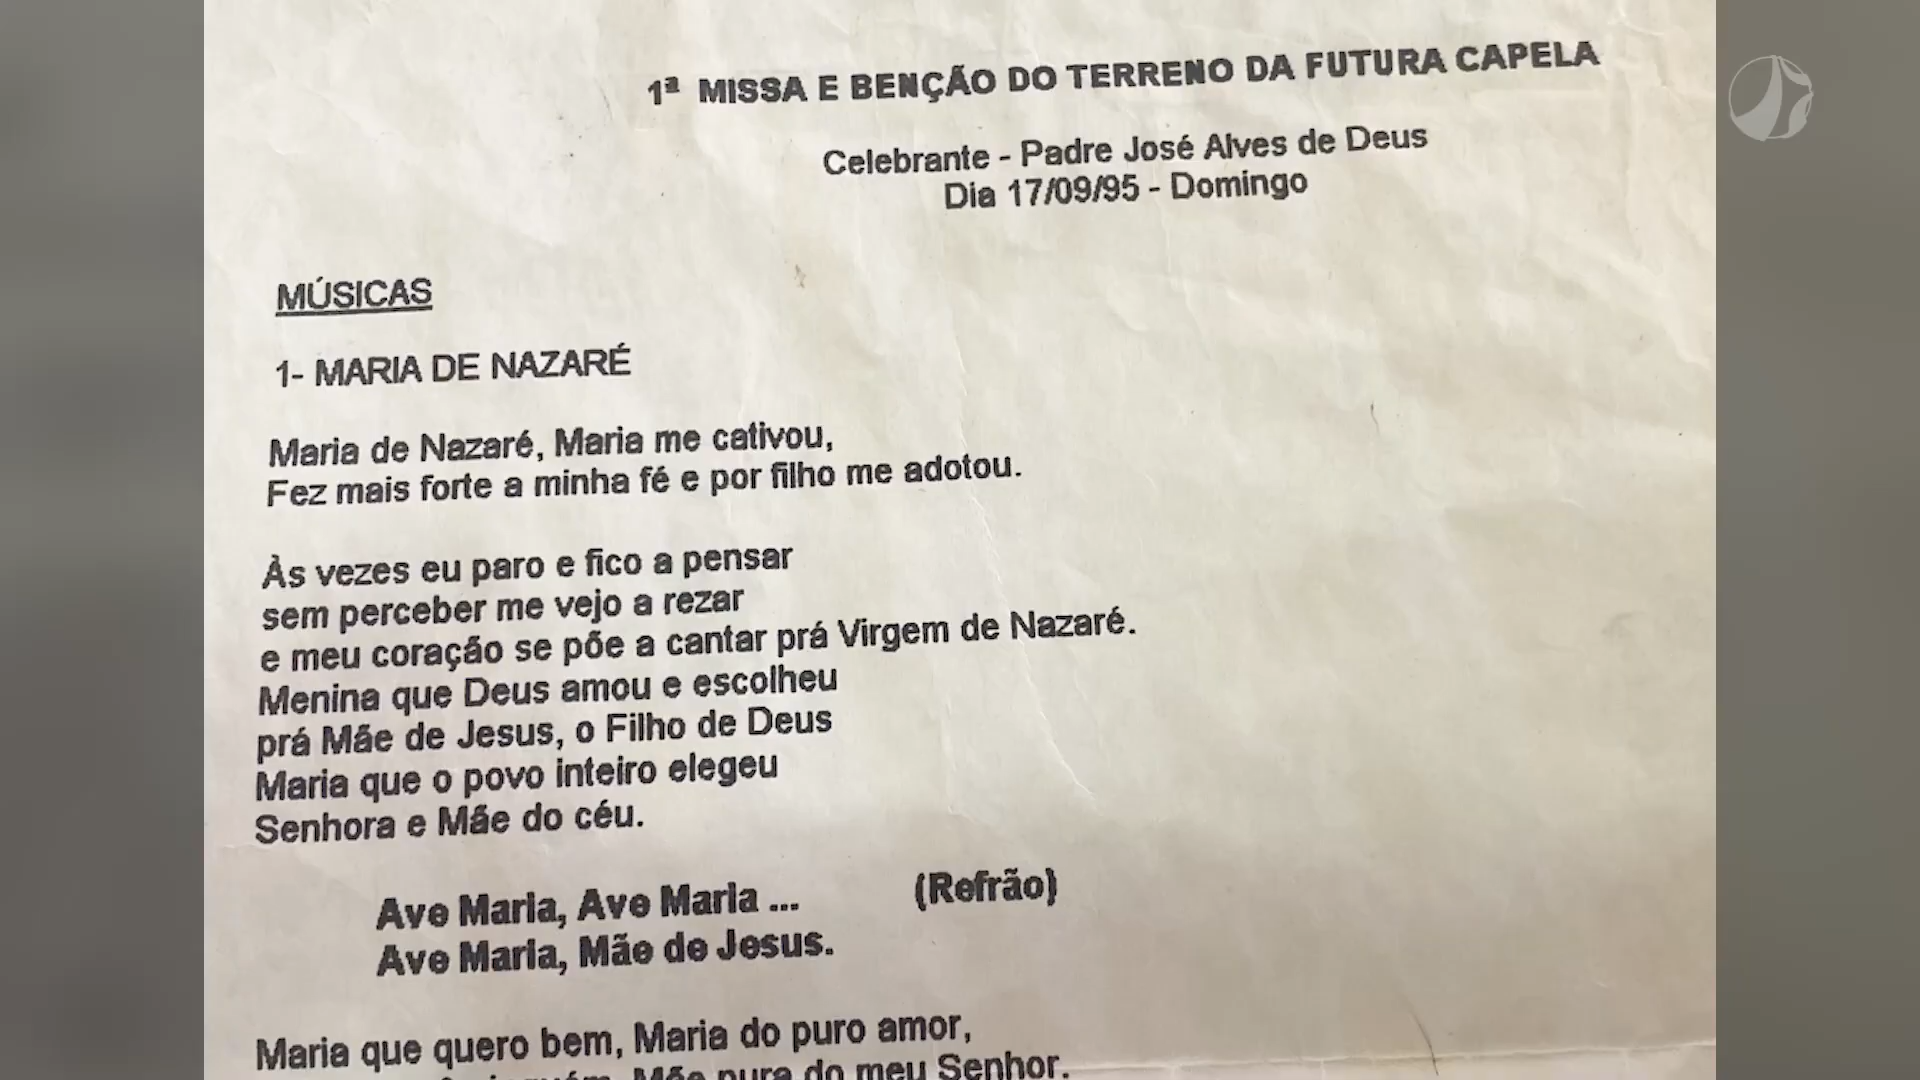 1ª MISSA E BENÇÃO DO TERRENO DA FUTURA CAPELA
Celebrante - Padre José Alves de Deus
Dia 17/09/95 - Domingo
MÚSICAS
1- MARIA DE NAZARÉ
Maria de Nazaré, Maria me cativou,
Fez mais forte a minha fé e por filho me adotou.
Às vezes eu paro e fico a pensar
sem perceber me vejo a rezar
e meu coração se põe a cantar prá Virgem de Nazaré.
Menina que Deus amou e escolheu
prá Mãe de Jesus, o Filho de Deus
Maria que o povo inteiro elegeu
Senhora e Mãe do céu.
Ave Maria, Ave Maria ... (Refrão)
Ave Maria, Mãe de Jesus.
Maria que quero bem, Maria do puro amor,
Mãe pura do meu Senhor.